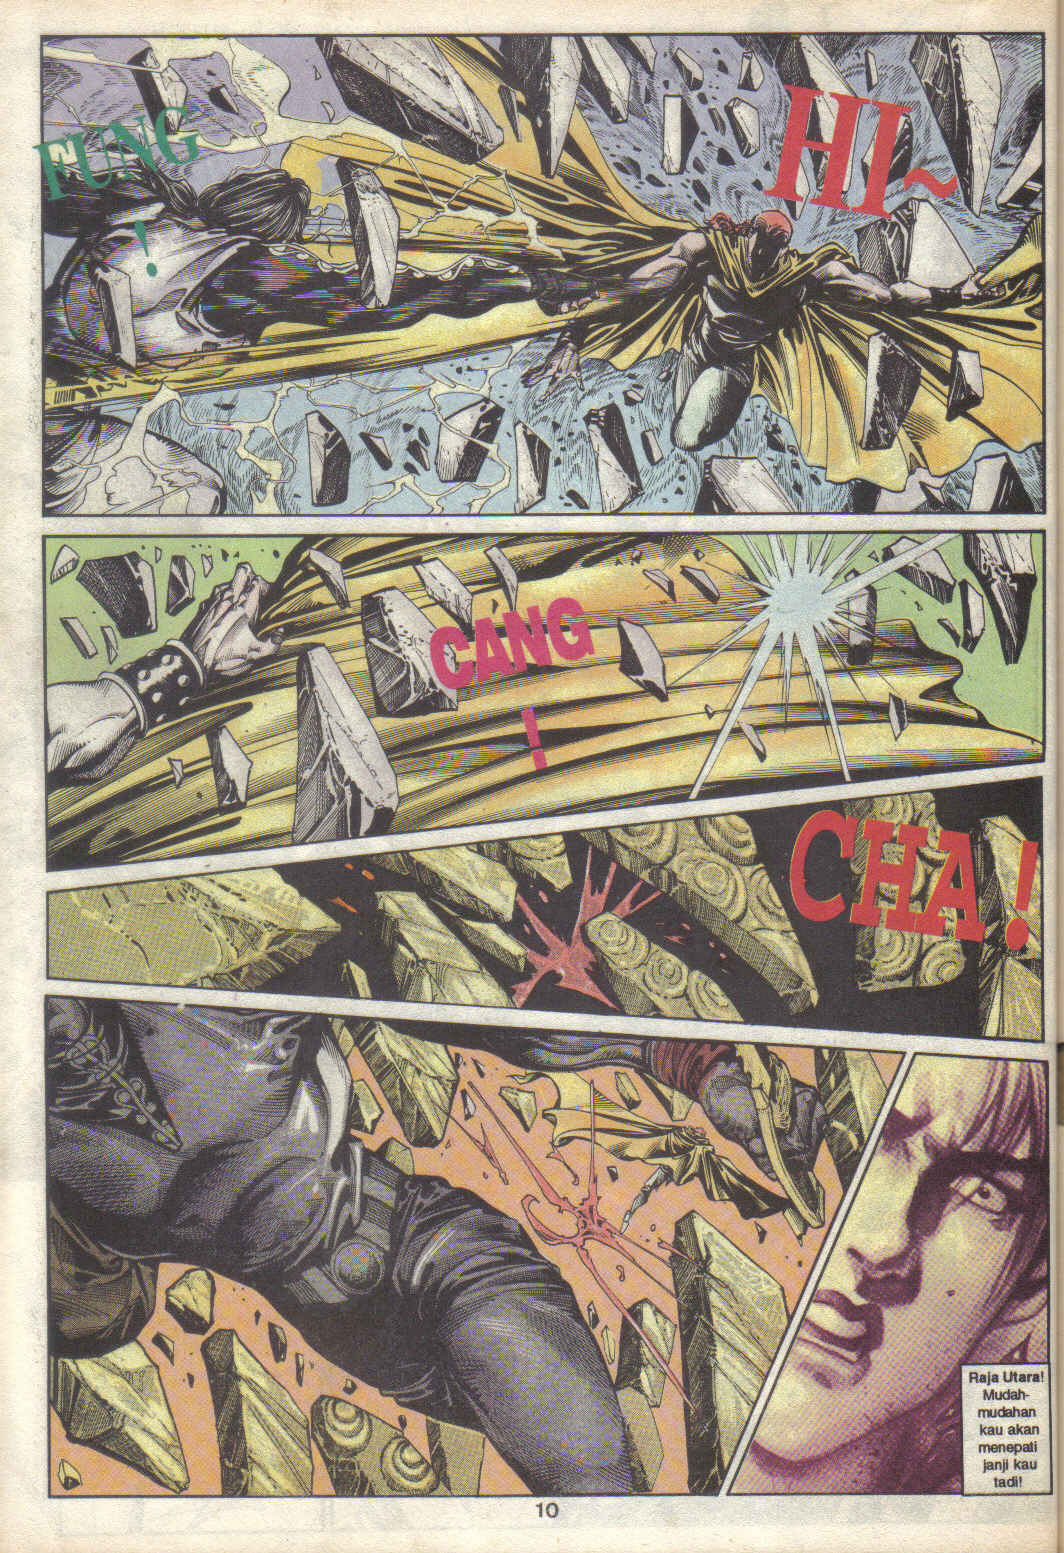 FUNG
!
HI~
CANG
!
CHA!
Raja Utara!
Mudah-
mudahan
kau akan
menepati
janji kau
tadi!
10